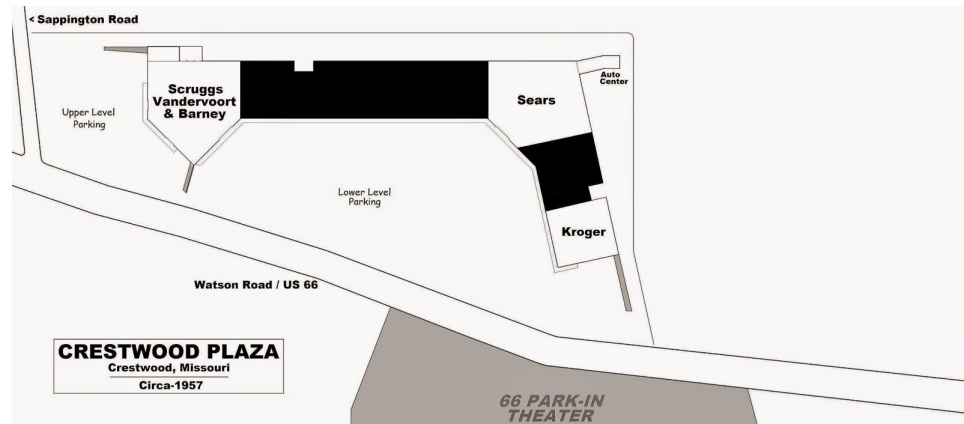 < Sappington Road
Scruggs
Vandervoort
& Barney
Sears
Auto
Center
Upper Level
Parking
Lower Level
Parking
Kroger
Watson Road / US 66
CRESTWOOD PLAZA
Crestwood, Missouri
Circa-1957
66 PARK-IN
THEATER